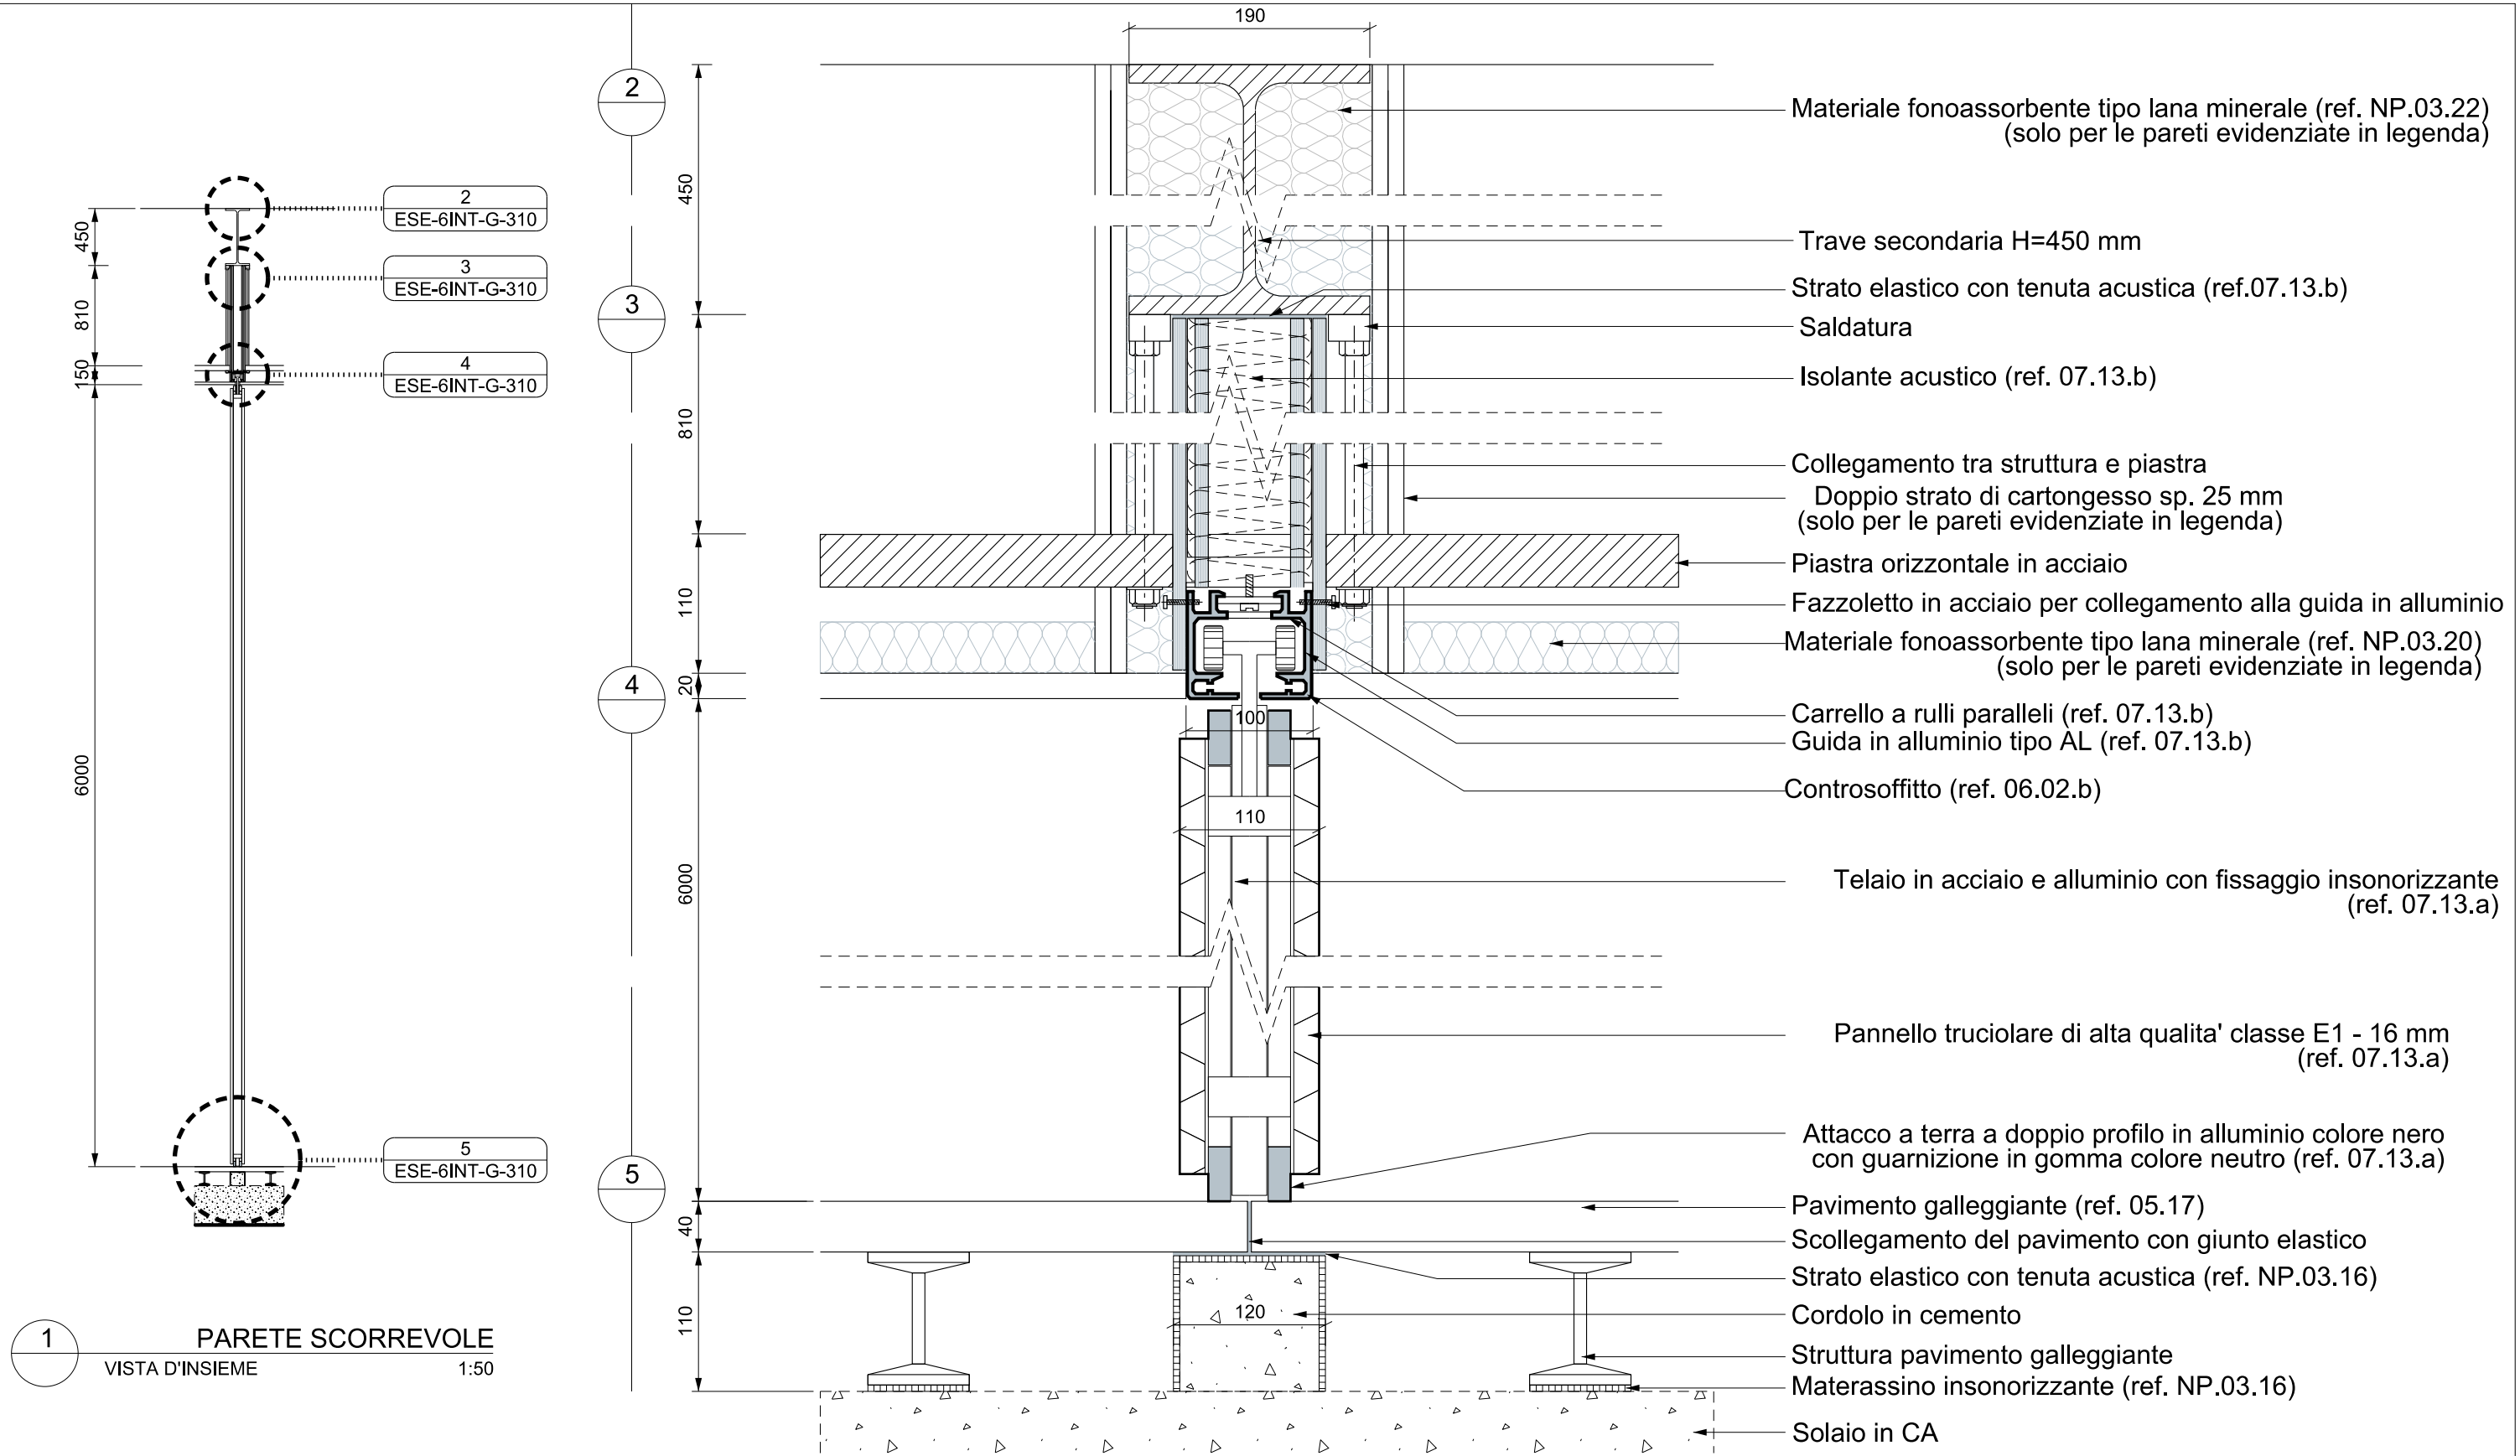 450
810
150
6000
2
ESE-6INT-G-310
3
ESE-6INT-G-310
4
ESE-6INT-G-310
5
ESE-6INT-G-310
1
PARETE SCORREVOLE
VISTA D'INSIEME 1:50
2
3
4
5
190
450
810
110
20
6000
40
110
100
110
120
Materiale fonoassorbente tipo lana minerale (ref. NP.03.22)
(solo per le pareti evidenziate in legenda)
Trave secondaria H=450 mm
Strato elastico con tenuta acustica (ref.07.13.b)
Saldatura
Isolante acustico (ref. 07.13.b)
Collegamento tra struttura e piastra
Doppio strato di cartongesso sp. 25 mm
(solo per le pareti evidenziate in legenda)
Piastra orizzontale in acciaio
Fazzoletto in acciaio per collegamento alla guida in alluminio
Materiale fonoassorbente tipo lana minerale (ref. NP.03.20)
(solo per le pareti evidenziate in legenda)
Carrello a rulli paralleli (ref. 07.13.b)
Guida in alluminio tipo AL (ref. 07.13.b)
Controsoffitto (ref. 06.02.b)
Telaio in acciaio e alluminio con fissaggio insonorizzante
(ref. 07.13.a)
Pannello truciolare di alta qualita' classe E1 - 16 mm
(ref. 07.13.a)
Attacco a terra a doppio profilo in alluminio colore nero
con guarnizione in gomma colore neutro (ref. 07.13.a)
Pavimento galleggiante (ref. 05.17)
Scollegamento del pavimento con giunto elastico
Strato elastico con tenuta acustica (ref. NP.03.16)
Cordolo in cemento
Struttura pavimento galleggiante
Materassino insonorizzante (ref. NP.03.16)
Solaio in CA